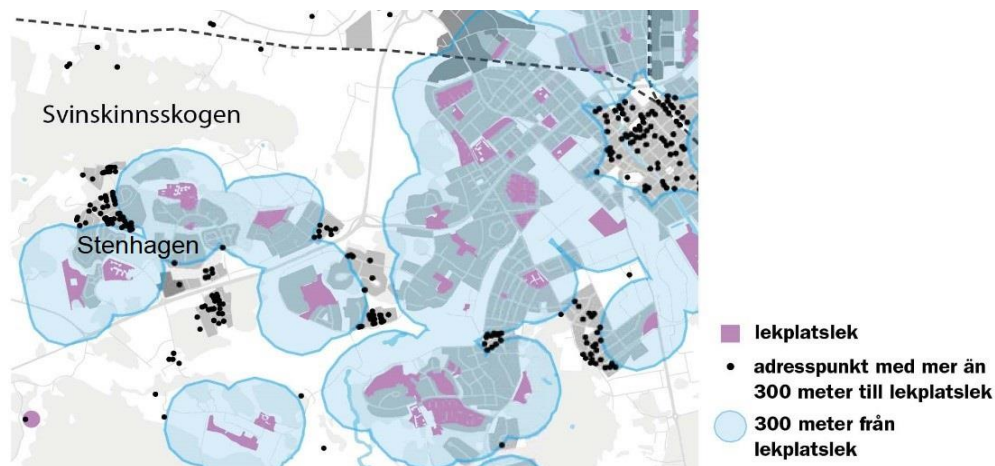 Svinskinnsskogen
Stenhagen
lekplatslek
adresspunkt med mer än
300 meter till lekplatslek
300 meter från
lekplatslek